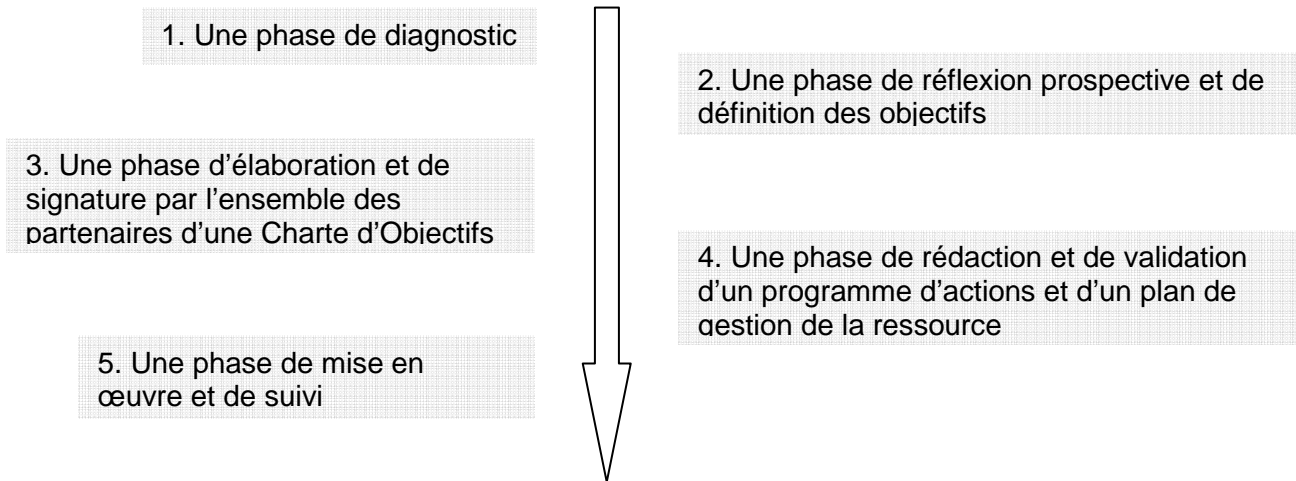 1. Une phase de diagnostic
2. Une phase de réflexion prospective et de
définition des objectifs
3. Une phase d’élaboration et de
signature par l’ensemble des
partenaires d’une Charte d’Objectifs
4. Une phase de rédaction et de validation
d’un programme d’actions et d’un plan de
gestion de la ressource
5. Une phase de mise en
œuvre et de suivi